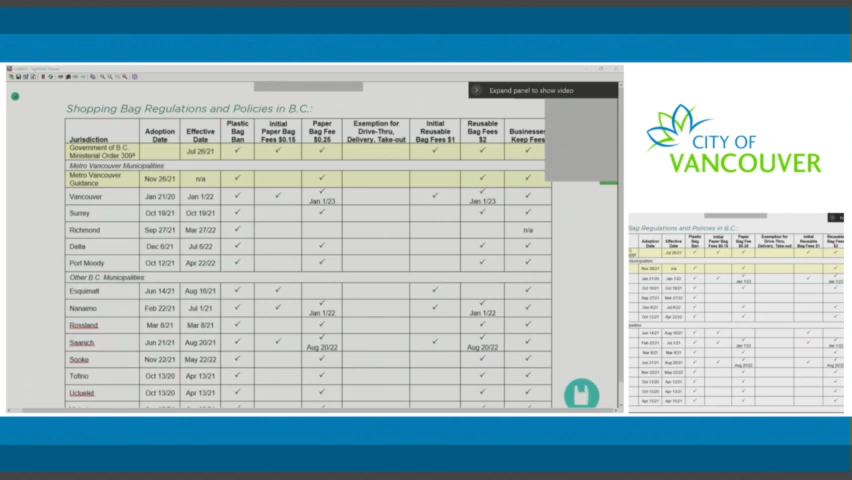 Expand panel to show video
Shopping Bag Regulations and Policies in B.C.:
Jurisdiction Adoption Date Effective Date Plastic Bag Ban Initial Paper Bag Fees $0.15 Paper Bag Fee $0.25 Exemption for Drive-Thru, Delivery, Take-out Initial Reusable Bag Fees $1 Reusable Bag Fees $2 Businesses Keep Fees
Government of B.C. Ministerial Order 309 Jul 26/21 ✓ ✓ ✓ ✓ ✓ ✓
Metro Vancouver Municipalities
Metro Vancouver Guidance Nov 26/21 n/a ✓ ✓ ✓ ✓
Vancouver Jan 21/20 Jan 1/22 ✓ ✓ ✓ Jan 1/23 ✓ ✓ Jan 1/23 ✓
Surrey Oct 19/21 Oct 19/21 ✓ ✓ ✓ ✓
Richmond Sep 27/21 Mar 27/22 ✓ n/a
Delta Dec 6/21 Jul 6/22 ✓ ✓ ✓ ✓
Port Moody Oct 12/21 Apr 22/22 ✓ ✓ ✓ ✓
Other B.C. Municipalities:
Esquimalt Jun 14/21 Aug 16/21 ✓ ✓ ✓ ✓
Nanaimo Feb 22/21 Jul 1/21 ✓ ✓ ✓ Jan 1/22 ✓ ✓ Jan 1/22 ✓
Rossland Mar 8/21 Mar 8/21 ✓ ✓ ✓ ✓
Saanich Jun 21/21 Aug 20/21 ✓ ✓ ✓ Aug 20/22 ✓ ✓ Aug 20/22 ✓
Sooke Nov 22/21 May 22/22 ✓ ✓ ✓ ✓
Tofino Oct 13/20 Apr 13/21 ✓ ✓ ✓ ✓
Ucluelet Oct 13/20 Apr 13/21 ✓ ✓ ✓ ✓
CITY OF
VANCOUVER